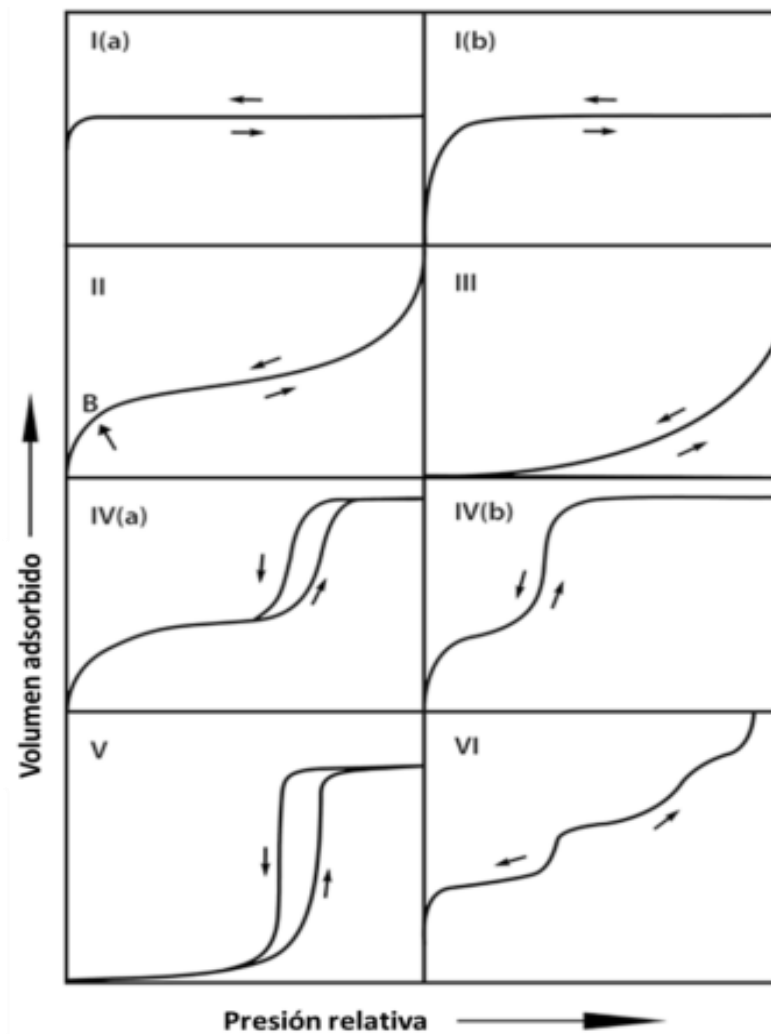 I(a)
I(b)
II
III
B
IV(a)
IV(b)
V
VI
Volumen adsorbido
Presión relativa